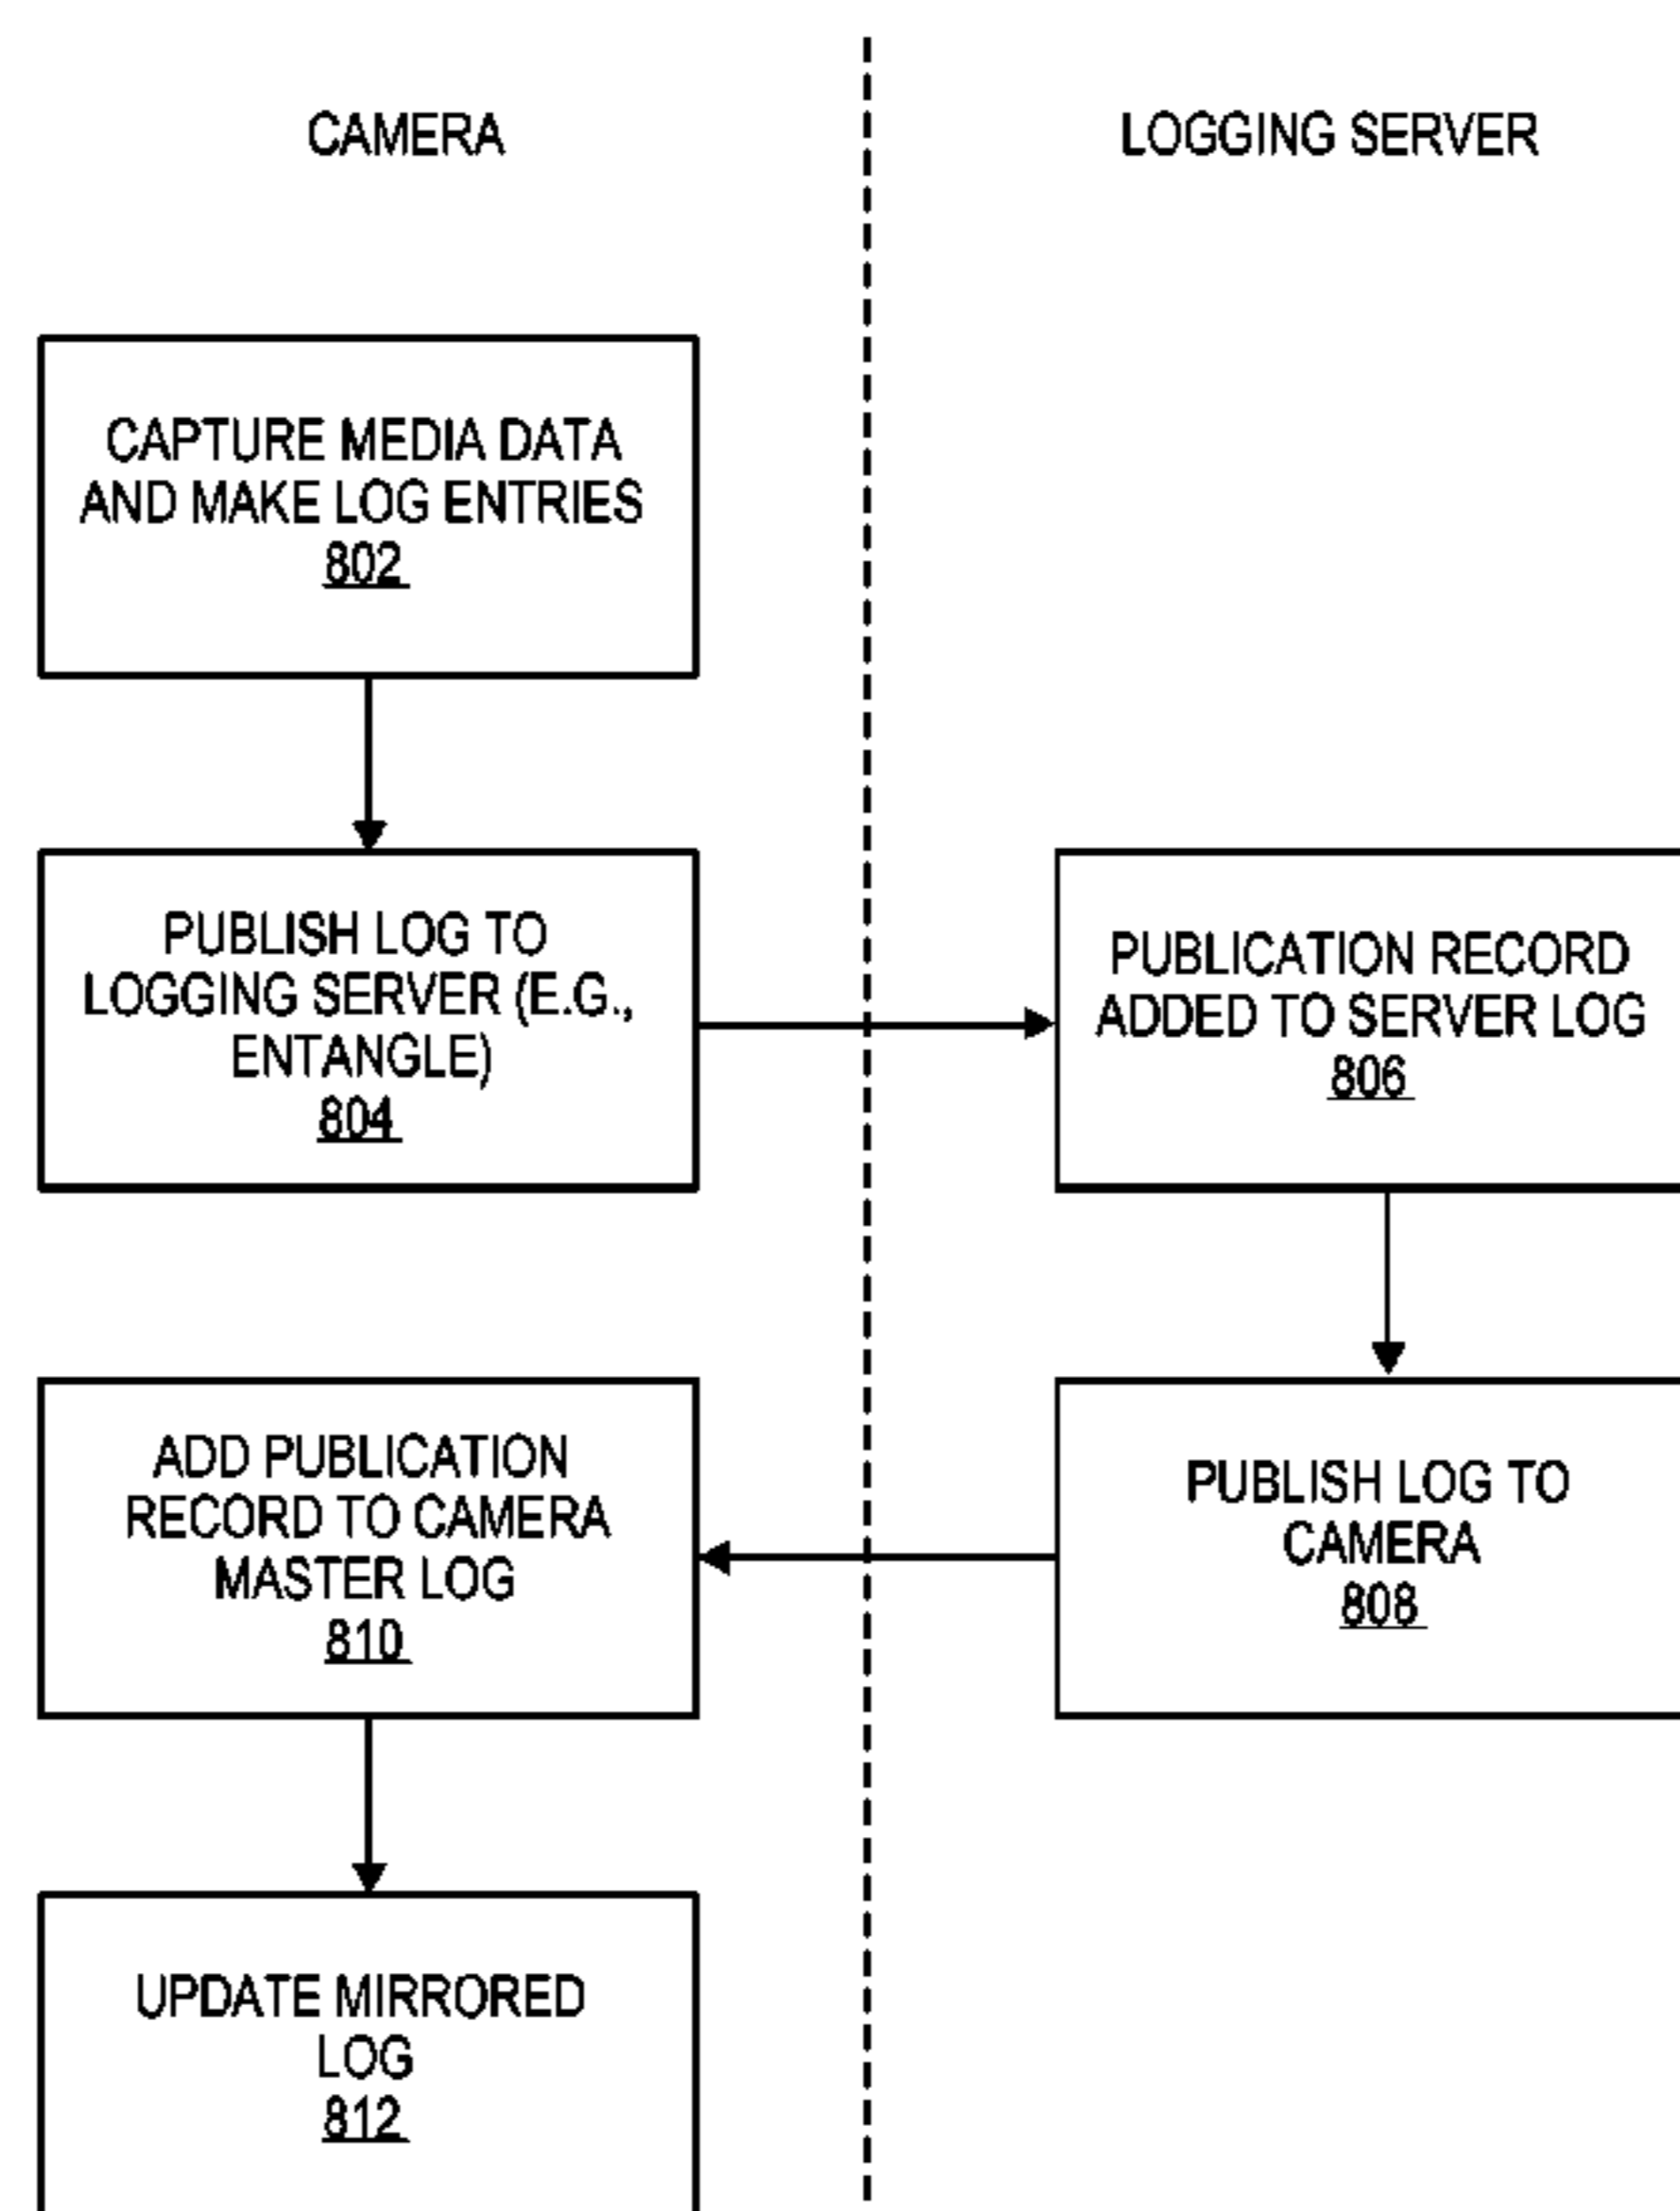 CAMERA
LOGGING SERVER
CAPTURE MEDIA DATA
AND MAKE LOG ENTRIES
802
PUBLISH LOG TO
LOGGING SERVER (E.G.,
ENTANGLE)
804
PUBLICATION RECORD
ADDED TO SERVER LOG
806
PUBLISH LOG TO
CAMERA
808
ADD PUBLICATION
RECORD TO CAMERA
MASTER LOG
810
UPDATE MIRRORED
LOG
812